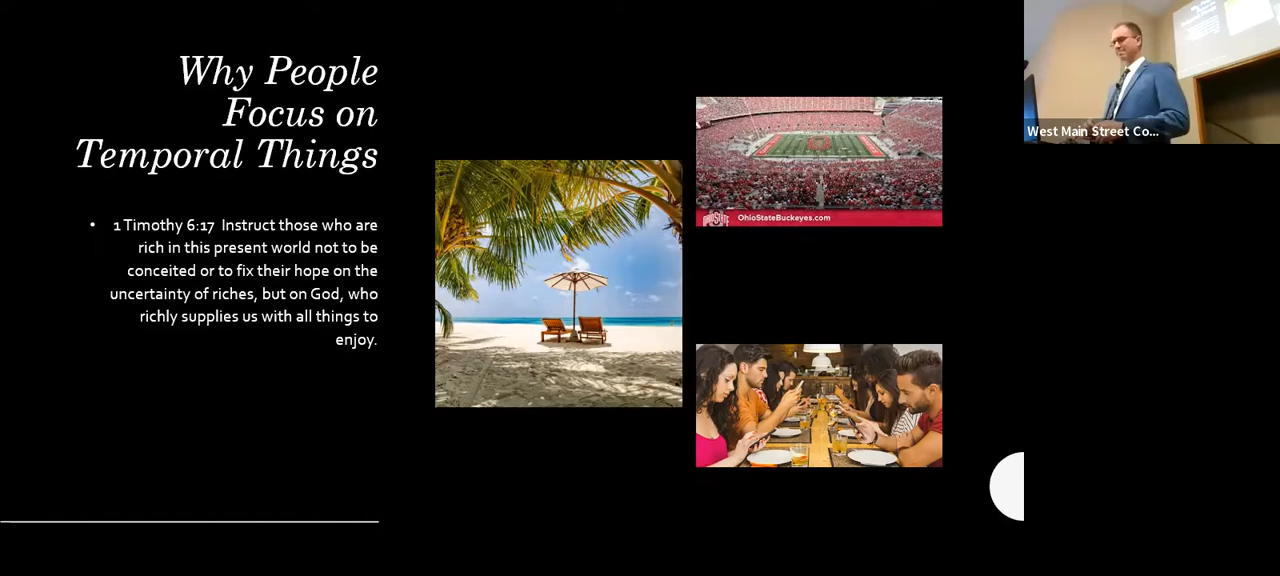 Why People
Focus on
Temporal Things
• 1 Timothy 6:17 Instruct those who are
rich in this present world not to be
conceited or to fix their hope on the
uncertainty of riches, but on God, who
richly supplies us with all things to
enjoy.
OHIO STATE
OhioStateBuckeyes.com
West Main Street Co...